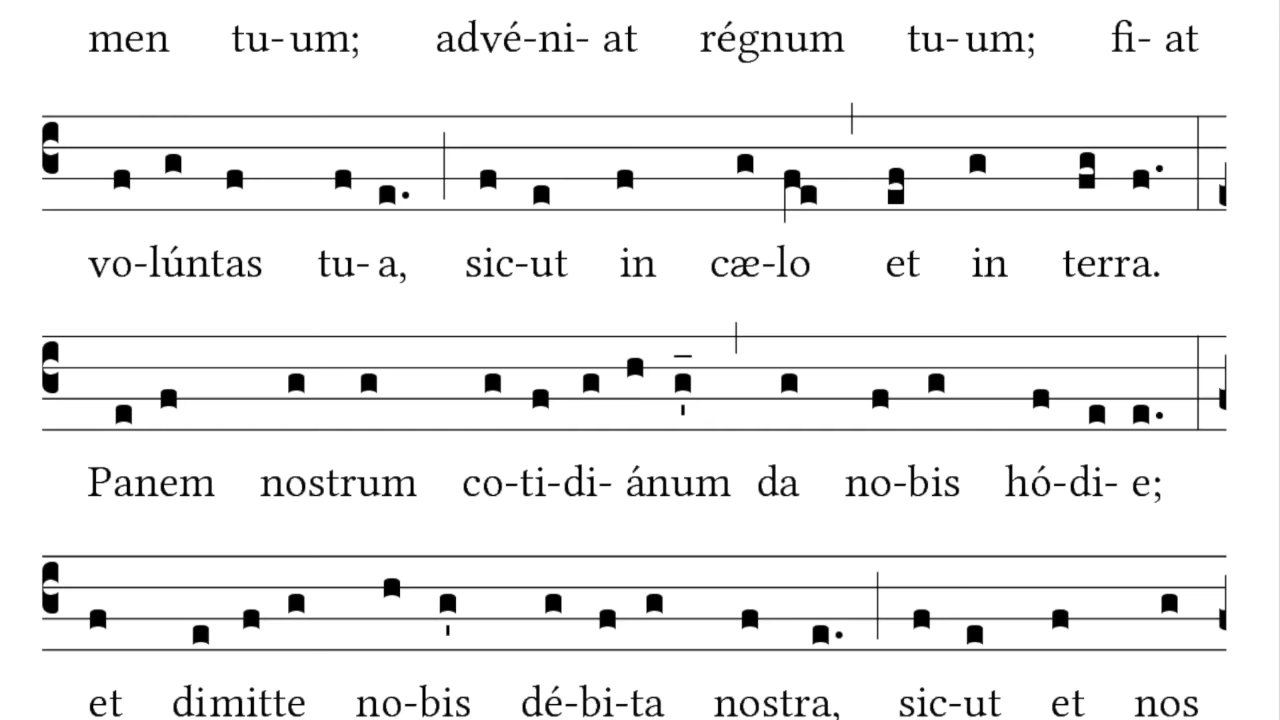 men tu-um; advé-ni- at régnum tu-um; fi- at
vo-lúntas tu- a, sic-ut in cæ-lo et in terra.
Panem nostrum co-ti-di- ánum da no-bis hó-di- e;
et dimitte no-bis dé-bi-ta nostra, sic-ut et nos